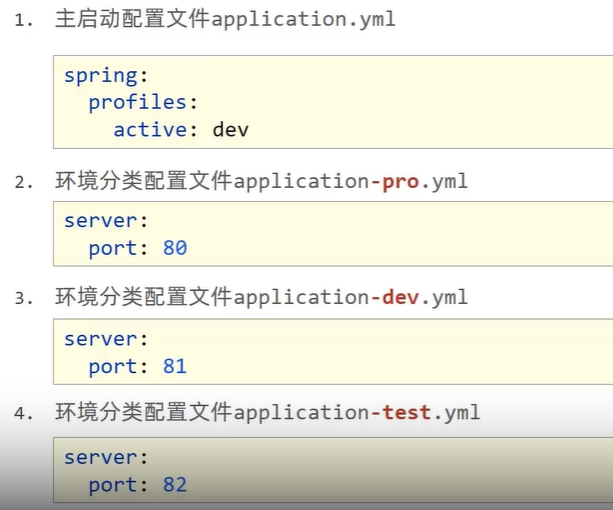 1. 主启动配置文件application.yml
spring:
  profiles:
    active: dev
2. 环境分类配置文件application-pro.yml
server:
  port: 80
3. 环境分类配置文件application-dev.yml
server:
  port: 81
4. 环境分类配置文件application-test.yml
server:
  port: 82